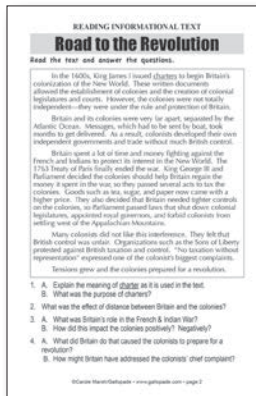 READING INFORMATIONAL TEXT
Road to the Revolution
Read the text and answer the questions.
In the 1600s, King James I issued charters to begin Britain's
colonization of the New World. These written documents
allowed the establishment of colonies and the creation of colonial
legislatures and courts. However, the colonies were not totally
independent—they were under the rule and protection of Britain.
Britain and its colonies were very far apart, separated by the
Atlantic Ocean. Messages, which had to be sent by boat, took
months to get delivered. As a result, colonists developed their own
independent governments and trade without much British control.
Britain spent a lot of time and money fighting against the
French and Indians to protect its interest in the New World. The
1763 Treaty of Paris finally ended the war. King George III and
Parliament decided the colonists should help Britain regain the
money it spent in the war, so they passed several acts to tax the
colonies. Goods such as tea, sugar, and paper now came with a
higher price. They also decided that Britain needed tighter controls
on the colonies, so Parliament passed laws that shut down colonial
legislatures, appointed royal governors, and forbid colonists from
settling west of the Appalachian Mountains.
Many colonists did not like this interference. They felt that
British control was unfair. Organizations such as the Sons of Liberty
protested against British taxation and control. "No taxation without
representation" expressed one of the colonist's biggest complaints.
Tensions grew and the colonies prepared for a revolution.
1. A. Explain the meaning of charter as it is used in the text.
B. What was the purpose of charters?
2. What was the effect of distance between Britain and the colonies?
3. A. What was Britain's role in the French & Indian War?
B. How did this impact the colonies positively? Negatively?
4. A. What did Britain do that caused the colonists to prepare for a
revolution?
B. How might Britain have addressed the colonists' chief complaint?
©Carole Marsh/Gallopade • www.gallopade.com • page 2